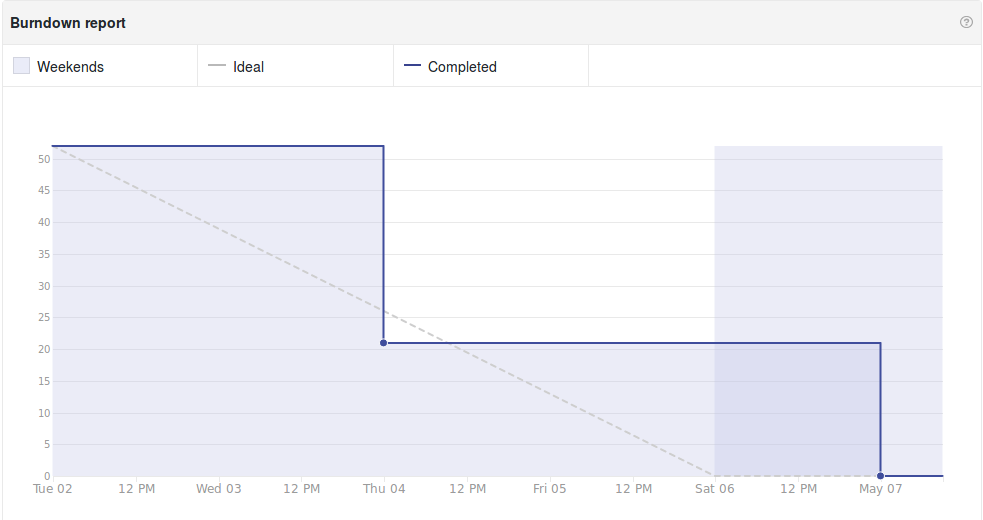 Burndown report
?
Weekends
Ideal
Completed
50
45
40
35
30
25
20
15
10
5
0
Tue 02 12 PM Wed 03 12 PM Thu 04 12 PM Fri 05 12 PM Sat 06 12 PM May 07